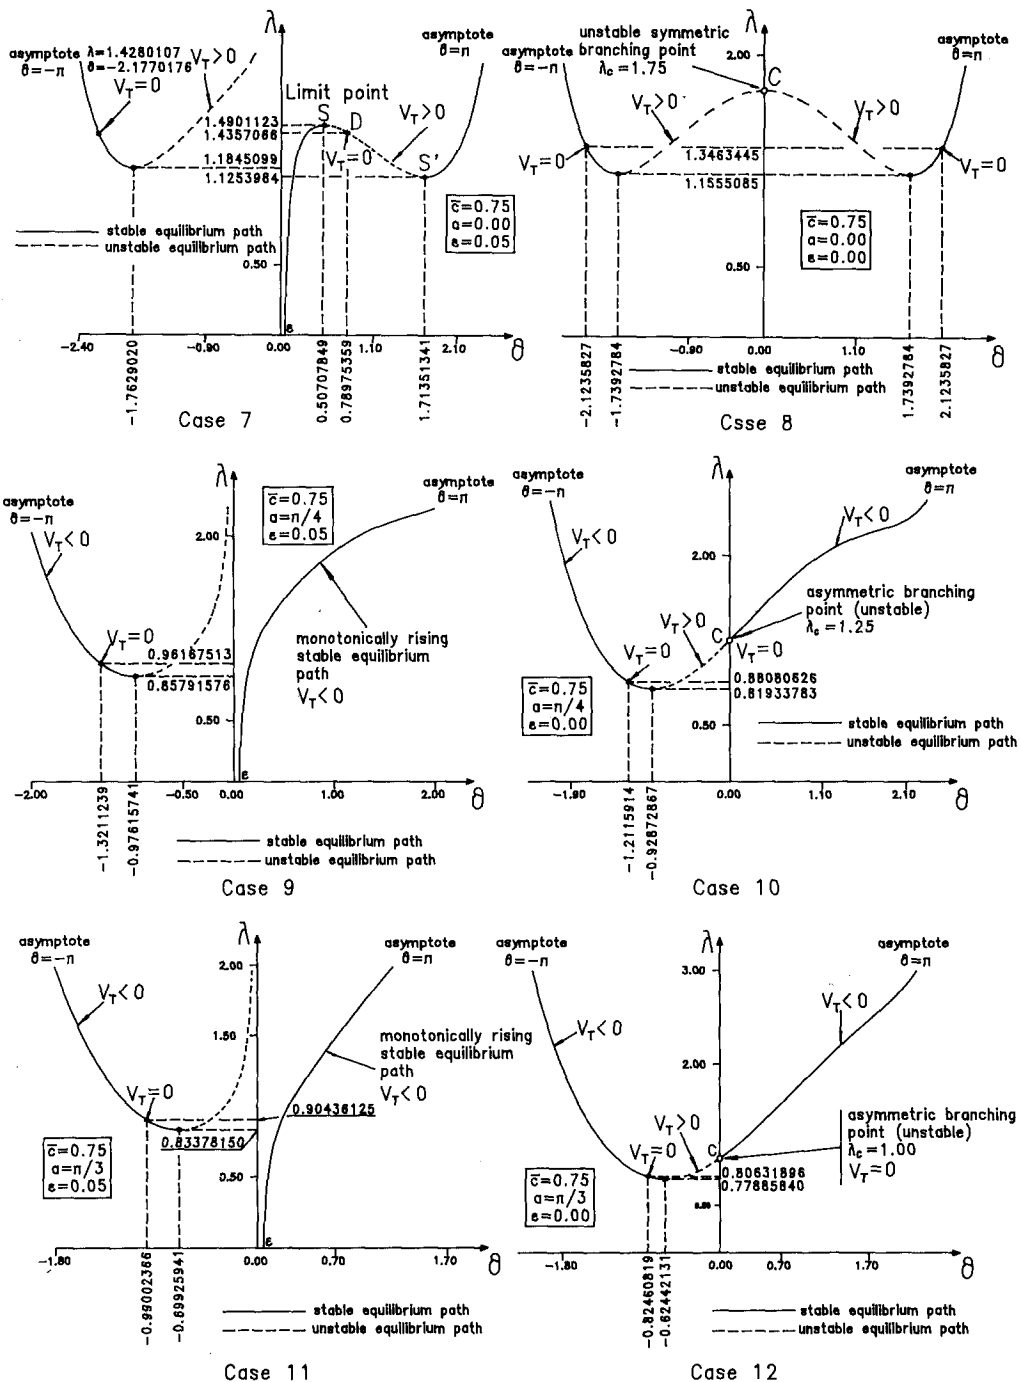 λ
asymptote
θ=-π
λ=1.4280107
θ=-2.1770176
V_T>0
V_T=0
Limit point
S
D
V_T>0
asymptote
θ=π
1.4901123
1.4357066
V_T=0
S'
1.1845099
1.1253984
c̄=0.75
a=0.00
ε=0.05
stable equilibrium path
unstable equilibrium path
0.50
ε
-2.40
-0.90
0.00
1.10
2.10
θ
-1.7629020
0.50707849
0.78975359
1.71351341
Case 7
λ
unstable symmetric
branching point
λ_c=1.75
2.00
asymptote
θ=-π
asymptote
θ=π
C
V_T>0
V_T>0
V_T=0
1.3463445
V_T=0
1.1555085
c̄=0.75
a=0.00
ε=0.00
0.50
-0.90
0.00
1.10
θ
stable equilibrium path
unstable equilibrium path
-2.1235827
-1.7392784
1.7392784
2.1235827
Csse 8
λ
asymptote
θ=-π
V_T<0
2.00
c̄=0.75
a=π/4
ε=0.05
asymptote
θ=π
V_T=0
0.96167513
0.85791576
monotonically rising
stable equilibrium
path
V_T<0
0.50
ε
-2.00
-0.50
0.00
1.00
2.00
θ
-1.3211239
-0.97615741
stable equilibrium path
unstable equilibrium path
Case 9
λ
asymptote
θ=-π
asymptote
θ=π
V_T<0
V_T<0
2.00
asymmetric branching
point (unstable)
λ_c=1.25
V_T>0
C
V_T=0
V_T=0
0.88080626
0.81933783
c̄=0.75
a=π/4
ε=0.00
0.50
stable equilibrium path
unstable equilibrium path
-1.90
0.00
1.10
2.10
θ
-1.2115914
-0.92872867
Case 10
λ
asymptote
θ=-π
asymptote
θ=π
2.00
V_T<0
1.50
monotonically rising
stable equilibrium
path
V_T<0
V_T=0
0.90436125
0.83378150
c̄=0.75
a=π/3
ε=0.05
0.50
ε
-1.80
0.00
0.70
1.70
θ
-0.99002366
-0.69925941
stable equilibrium path
unstable equilibrium path
Case 11
λ
asymptote
θ=-π
asymptote
θ=π
3.00
V_T<0
V_T<0
2.00
V_T>0
asymmetric branching
point (unstable)
λ_c=1.00
V_T=0
C
V_T=0
0.80631896
0.77885840
c̄=0.75
a=π/3
ε=0.00
0.50
-1.80
0.00
0.70
1.70
θ
-0.82460819
-0.62442131
stable equilibrium path
unstable equilibrium path
Case 12